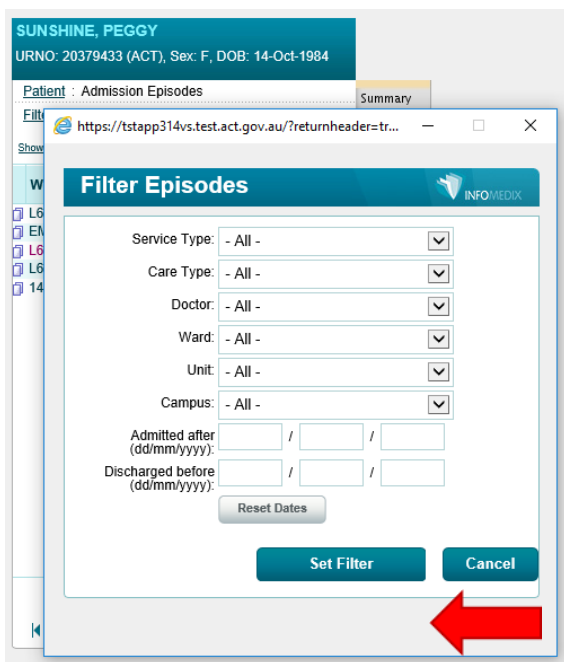 SUNSHINE, PEGGY
URNO: 20379433 (ACT), Sex: F, DOB: 14-Oct-1984
Patient : Admission Episodes
Summary
Filt
https://tstapp314vs.test.act.gov.au/?returnheader=tr...
Show
W
L6
EM
L6
L6
14
Filter Episodes
INFOMEDIX
Service Type: - All -
Care Type: - All -
Doctor: - All -
Ward: - All -
Unit: - All -
Campus: - All -
Admitted after
(dd/mm/yyyy): / /
Discharged before
(dd/mm/yyyy): / /
Reset Dates
Set Filter Cancel